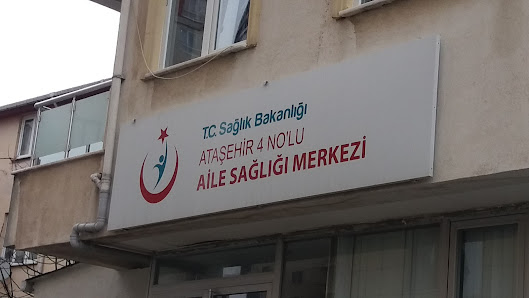 T.C. Sağlık Bakanlığı
ATAŞEHİR 4 NO'LU
AİLE SAĞLIĞI MERKEZİ